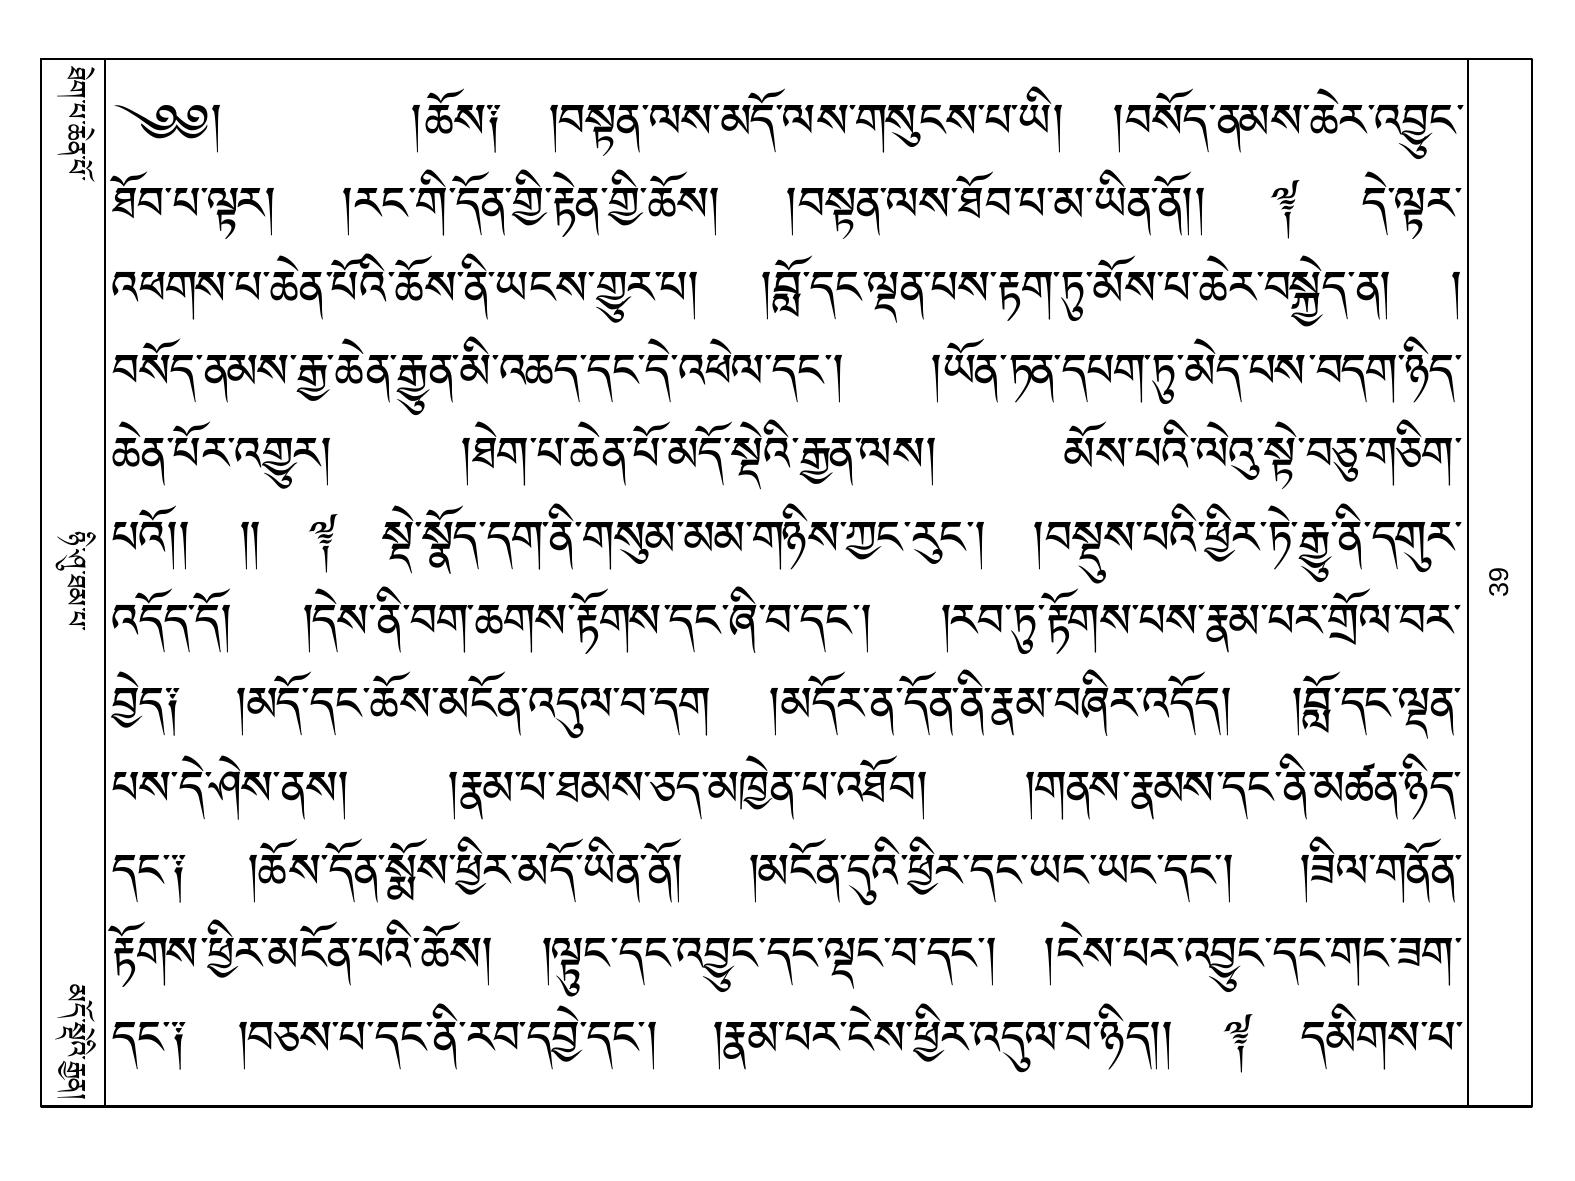 ༄༅། །ཆོས༑ །བསྟན་ལས་མདོ་ལས་གསུངས་པ་ཡི། །བསོད་ནམས་ཆེར་འབྱུང་
ཐོབ་པ་ལྟར། །རང་གི་དོན་གྱི་རྟེན་གྱི་ཆོས། །བསྟན་ལས་ཐོབ་པ་མ་ཡིན་ནོ།། ༈ དེ་ལྟར་
འཕགས་པ་ཆེན་པོའི་ཆོས་ནི་ཡངས་གྱུར་པ། །བློ་དང་ལྡན་པས་རྟག་ཏུ་མོས་པ་ཆེར་བསྐྱེད་ན། །
བསོད་ནམས་རྒྱ་ཆེན་རྒྱུན་མི་འཆད་དང་དེ་འཕེལ་དང་། །ཡོན་ཏན་དཔག་ཏུ་མེད་པས་བདག་ཉིད་
ཆེན་པོར་འགྱུར། །ཐེག་པ་ཆེན་པོ་མདོ་སྡེའི་རྒྱན་ལས། མོས་པའི་ལེའུ་སྟེ་བཅུ་གཅིག་
པའོ།། །། ༈ སྡེ་སྣོད་དག་ནི་གསུམ་མམ་གཉིས་ཀྱང་རུང་། །བསྡུས་པའི་ཕྱིར་ཏེ་རྒྱུ་ནི་དགུར་
འདོད་དོ། །དེས་ནི་བག་ཆགས་རྟོགས་དང་ཞི་བ་དང་། །རབ་ཏུ་རྟོགས་པས་རྣམ་པར་གྲོལ་བར་
བྱེད༑ །མདོ་དང་ཆོས་མངོན་འདུལ་བ་དག །མདོར་ན་དོན་ནི་རྣམ་བཞིར་འདོད། །བློ་དང་ལྡན་
པས་དེ་ཤེས་ནས། །རྣམ་པ་ཐམས་ཅད་མཁྱེན་པ་འཐོབ། །གནས་རྣམས་དང་ནི་མཚན་ཉིད་
དང་༑ །ཆོས་དོན་སྨོས་ཕྱིར་མདོ་ཡིན་ནོ། །མངོན་དུའི་ཕྱིར་དང་ཡང་ཡང་དང་། །ཟིལ་གནོན་
རྟོགས་ཕྱིར་མངོན་པའི་ཆོས། །ལྟུང་དང་འབྱུང་དང་ལྡང་བ་དང་། །ངེས་པར་འབྱུང་དང་གང་ཟག་
དང་༑ །བཅས་པ་དང་ནི་རབ་དབྱེ་དང་། །རྣམ་པར་ངེས་ཕྱིར་འདུལ་བ་ཉིད།། ༈ དམིགས་པ་
ཐེག་པ་ཆེན་པོ་
ཉི་ཤུ་ཐམ་པ་
མདོ་སྡེའི་རྒྱན།
39